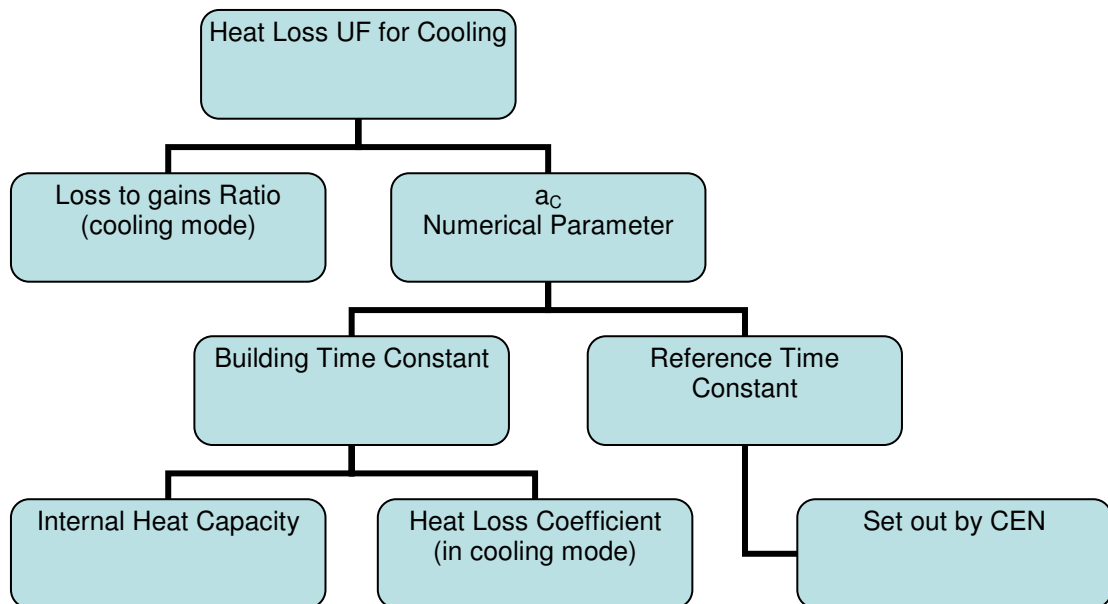 Heat Loss UF for Cooling
Loss to gains Ratio
(cooling mode)
aC
Numerical Parameter
Building Time Constant
Reference Time
Constant
Internal Heat Capacity
Heat Loss Coefficient
(in cooling mode)
Set out by CEN